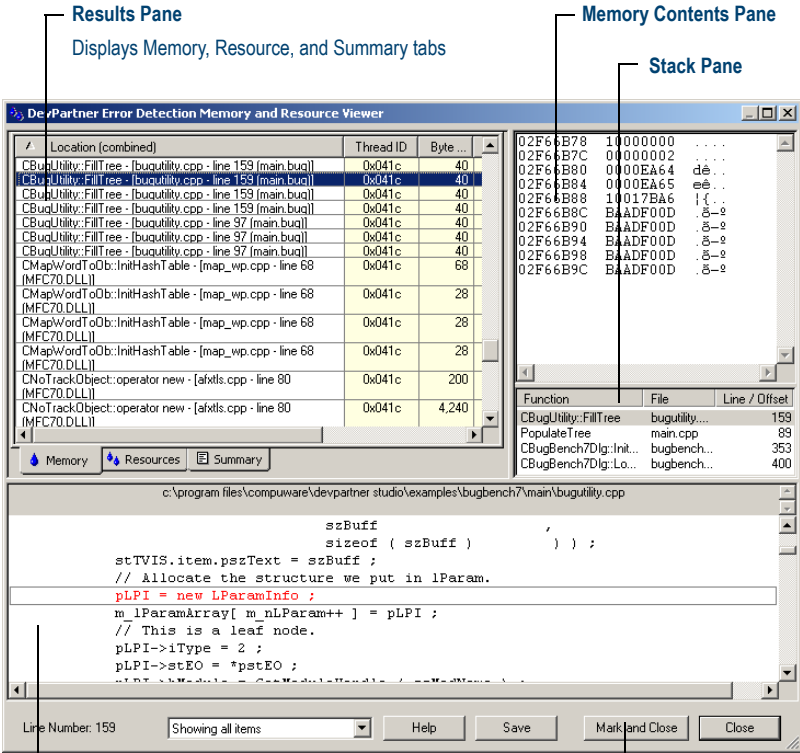 Results Pane
Displays Memory, Resource, and Summary tabs
Memory Contents Pane
Stack Pane
DevPartner Error Detection Memory and Resource Viewer
Location (combined) Thread ID Byte ...
CBugUtility::FillTree - [bugutility.cpp - line 159 (main.bug)] 0x041c 40
CBugUtility::FillTree - [bugutility.cpp - line 159 (main.bug)] 0x041c 40
CBugUtility::FillTree - [bugutility.cpp - line 159 (main.bug)] 0x041c 40
CBugUtility::FillTree - [bugutility.cpp - line 159 (main.bug)] 0x041c 40
CBugUtility::FillTree - [bugutility.cpp - line 97 (main.bug)] 0x041c 40
CBugUtility::FillTree - [bugutility.cpp - line 97 (main.bug)] 0x041c 40
CBugUtility::FillTree - [bugutility.cpp - line 97 (main.bug)] 0x041c 40
CMapWordToOb::InitHashTable - [map_wp.cpp - line 68 0x041c 68
(MFC70.DLL)]
CMapWordToOb::InitHashTable - [map_wp.cpp - line 68 0x041c 28
(MFC70.DLL)]
CMapWordToOb::InitHashTable - [map_wp.cpp - line 68 0x041c 28
(MFC70.DLL)]
CMapWordToOb::InitHashTable - [map_wp.cpp - line 68 0x041c 28
(MFC70.DLL)]
CNoTrackObject::operator new - [afxtls.cpp - line 80 0x041c 200
(MFC70.DLL)]
CNoTrackObject::operator new - [afxtls.cpp - line 80 0x041c 4,240
(MFC70.DLL)]
Memory Resources Summary
02F66B78 10000000 ....
02F66B7C 00000002 ....
02F66B80 0000EA64 dê..
02F66B84 0000EA65 eê..
02F66B88 10017BA6 ¦{..
02F66B8C BAADF00D .ð-º
02F66B90 BAADF00D .ð-º
02F66B94 BAADF00D .ð-º
02F66B98 BAADF00D .ð-º
02F66B9C BAADF00D .ð-º
Function File Line / Offset
CBugUtility::FillTree bugutility.... 159
PopulateTree main.cpp 89
CBugBench7Dlg::Init... bugbench... 353
CBugBench7Dlg::Lo... bugbench... 400
c:\program files\compuware\devpartner studio\examples\bugbench7\main\bugutility.cpp
szBuff ,
sizeof ( szBuff ) ) ) ;
stTVIS.item.pszText = szBuff ;
// Allocate the structure we put in lParam.
pLPI = new LParamInfo ;
m_lParamArray[ m_nLParam++ ] = pLPI ;
// This is a leaf node.
pLPI->iType = 2 ;
pLPI->stEO = *pstEO ;
Line Number: 159 Showing all items Help Save Mark and Close Close